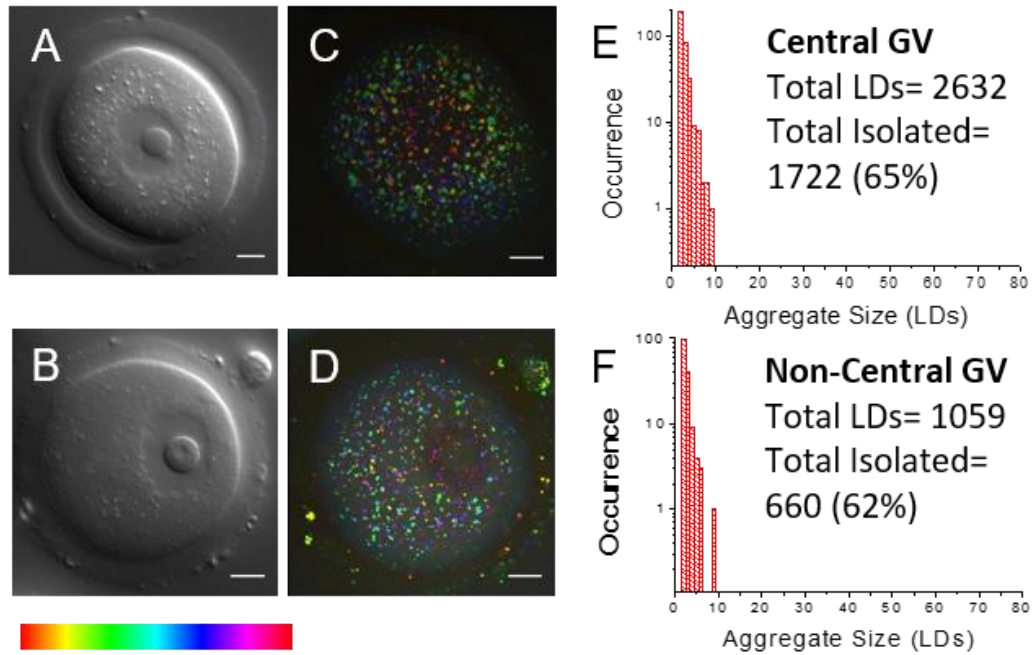 A
C
E
100
10
1
Occurrence
Central GV
Total LDs= 2632
Total Isolated=
1722 (65%)
0 10 20 30 40 50 60 70 80
Aggregate Size (LDs)
B
D
F
100
10
1
Occurrence
Non-Central GV
Total LDs= 1059
Total Isolated=
660 (62%)
0 10 20 30 40 50 60 70 80
Aggregate Size (LDs)